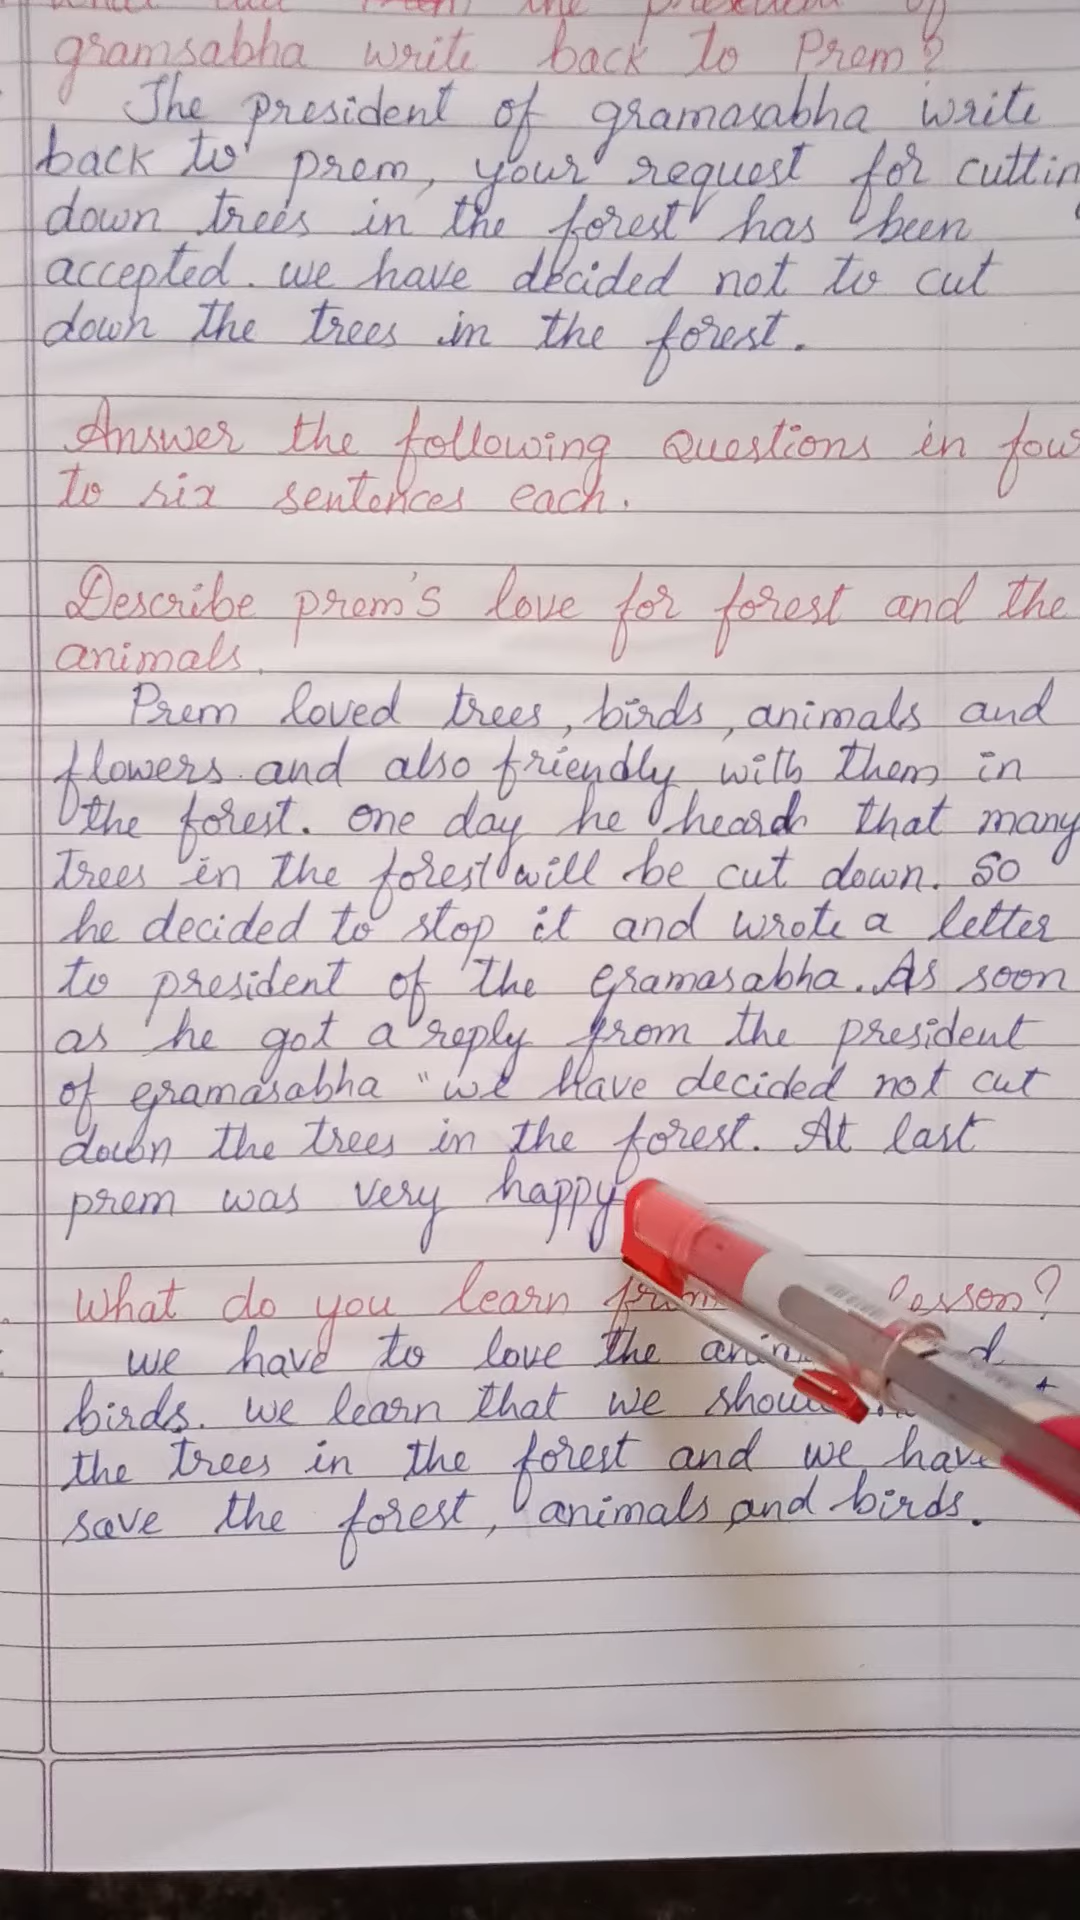 the president of
gramsabha write back to Prem?
The president of gramasabha write
back to prem, your request for cuttin
down trees in the forest has been
accepted. we have decided not to cut
down the trees in the forest.
Answer the following Questions in fou
to six sentences each.
Describe prem's love for forest and the
animals.
Prem loved trees, birds, animals and
flowers. and also friendly with them in
the forest. one day he heard that many
trees in the forest will be cut down. So
he decided to stop it and wrote a letter
to president of the gramasabha. As soon
as he got a reply from the president
of gramasabha "we have decided not cut
down the trees in the forest. At last
prem was very happy
What do you learn lesson?
we have to love the
birds. we learn that we
the trees in the forest and we have
save the forest, animals and birds.